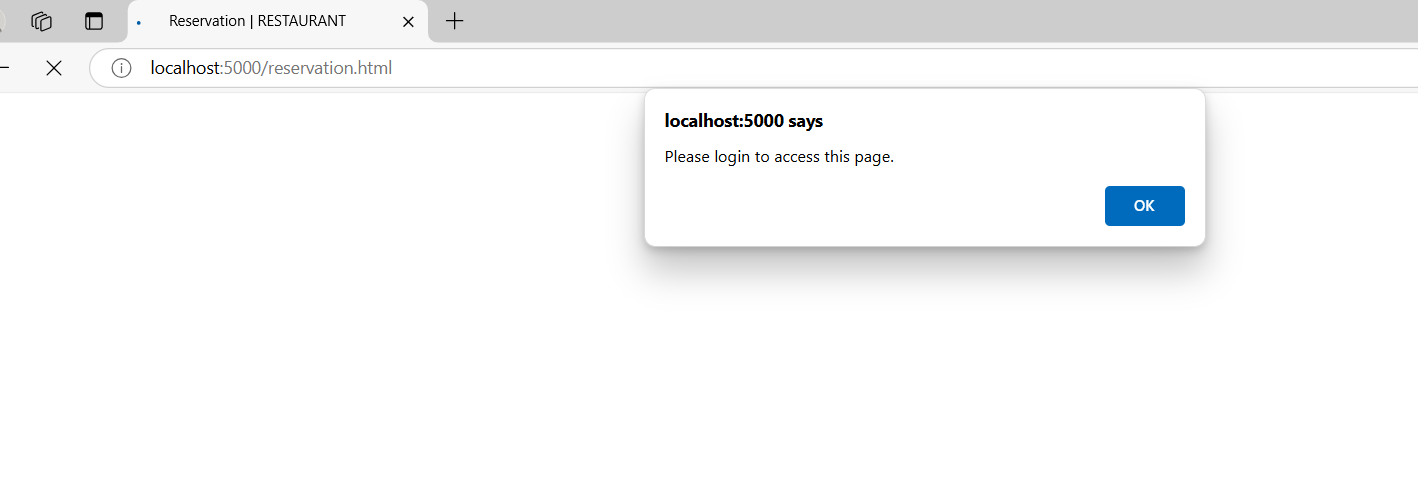 Reservation | RESTAURANT
localhost:5000/reservation.html
localhost:5000 says
Please login to access this page.
OK